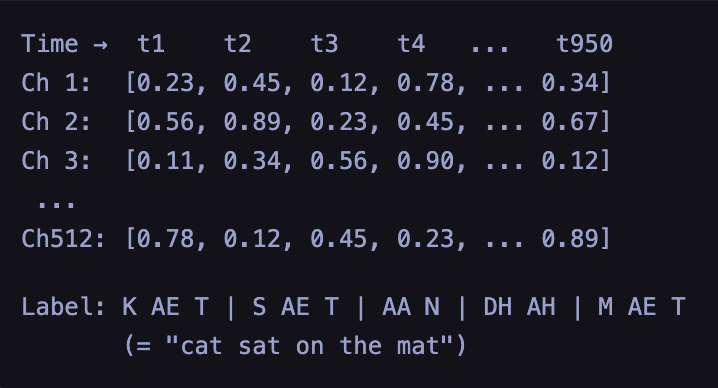 Time → t1 t2 t3 t4 ... t950
Ch 1: [0.23, 0.45, 0.12, 0.78, ... 0.34]
Ch 2: [0.56, 0.89, 0.23, 0.45, ... 0.67]
Ch 3: [0.11, 0.34, 0.56, 0.90, ... 0.12]
...
Ch512: [0.78, 0.12, 0.45, 0.23, ... 0.89]
Label: K AE T | S AE T | AA N | DH AH | M AE T
(= "cat sat on the mat")